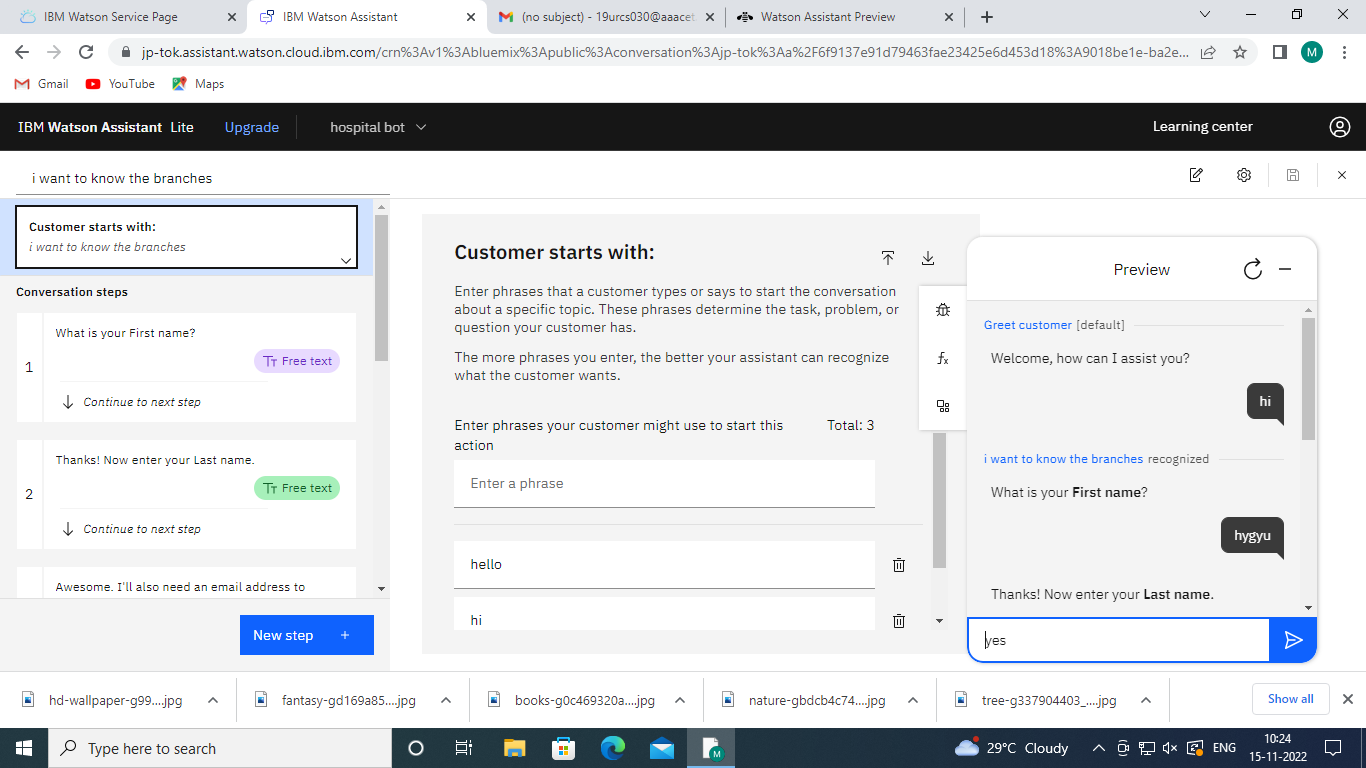 IBM Watson Service Page
IBM Watson Assistant
(no subject) - 19urcs030@aaacet.
Watson Assistant Preview
jp-tok.assistant.watson.cloud.ibm.com/crn%3Av1%3Abluemix%3Apublic%3Aconversation%3Ajp-tok%3Aa%2F6f9137e91d79463fae23425e6d453d18%3A9018be1e-ba2e...
M
Gmail
YouTube
Maps
IBM Watson Assistant Lite
Upgrade
hospital bot
Learning center
i want to know the branches
Customer starts with:
i want to know the branches
Conversation steps
1
What is your First name?
Free text
Continue to next step
2
Thanks! Now enter your Last name.
Free text
Continue to next step
Awesome. I'll also need an email address to
New step +
Customer starts with:
Enter phrases that a customer types or says to start the conversation
about a specific topic. These phrases determine the task, problem, or
question your customer has.
The more phrases you enter, the better your assistant can recognize
what the customer wants.
Enter phrases your customer might use to start this
action
Total: 3
Enter a phrase
hello
hi
Preview
Greet customer [default]
Welcome, how can I assist you?
hi
i want to know the branches recognized
What is your First name?
hygyu
Thanks! Now enter your Last name.
yes
hd-wallpaper-g99....jpg
fantasy-gd169a85....jpg
books-g0c469320a....jpg
nature-gbdcb4c74....jpg
tree-g337904403_....jpg
Show all
Type here to search
M
29°C Cloudy
ENG
10:24
15-11-2022